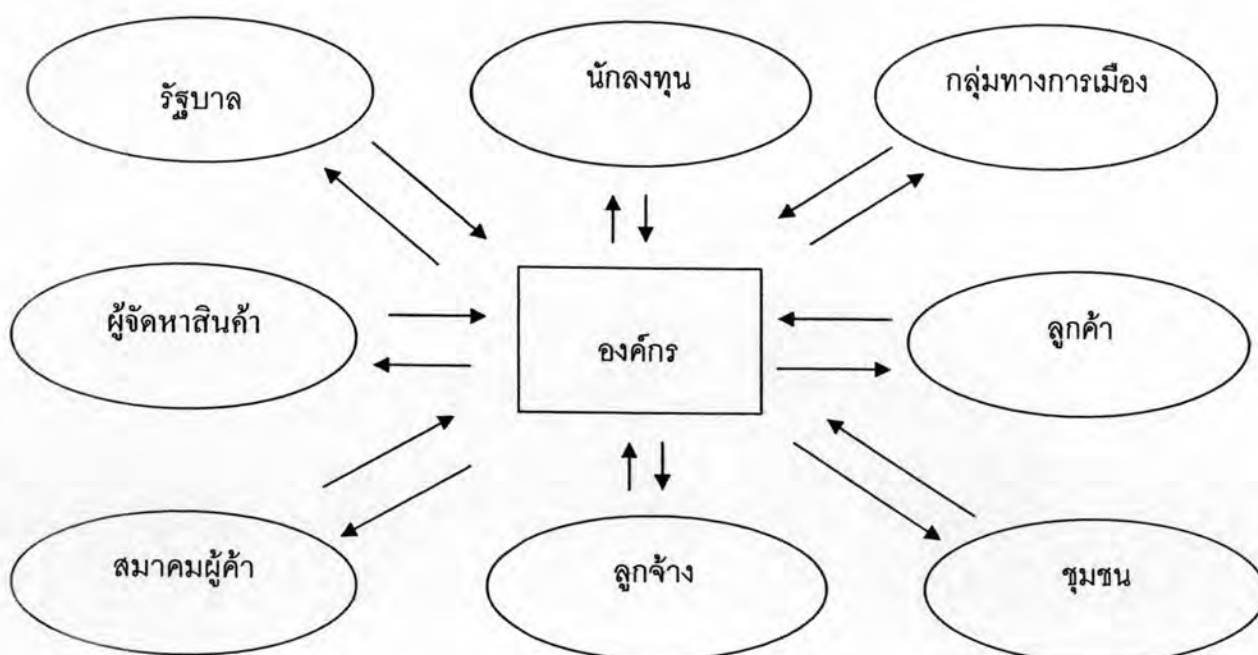 รัฐบาล
นักลงทุน
กลุ่มทางการเมือง
ผู้จัดหาสินค้า
องค์กร
ลูกค้า
สมาคมผู้ค้า
ลูกจ้าง
ชุมชน